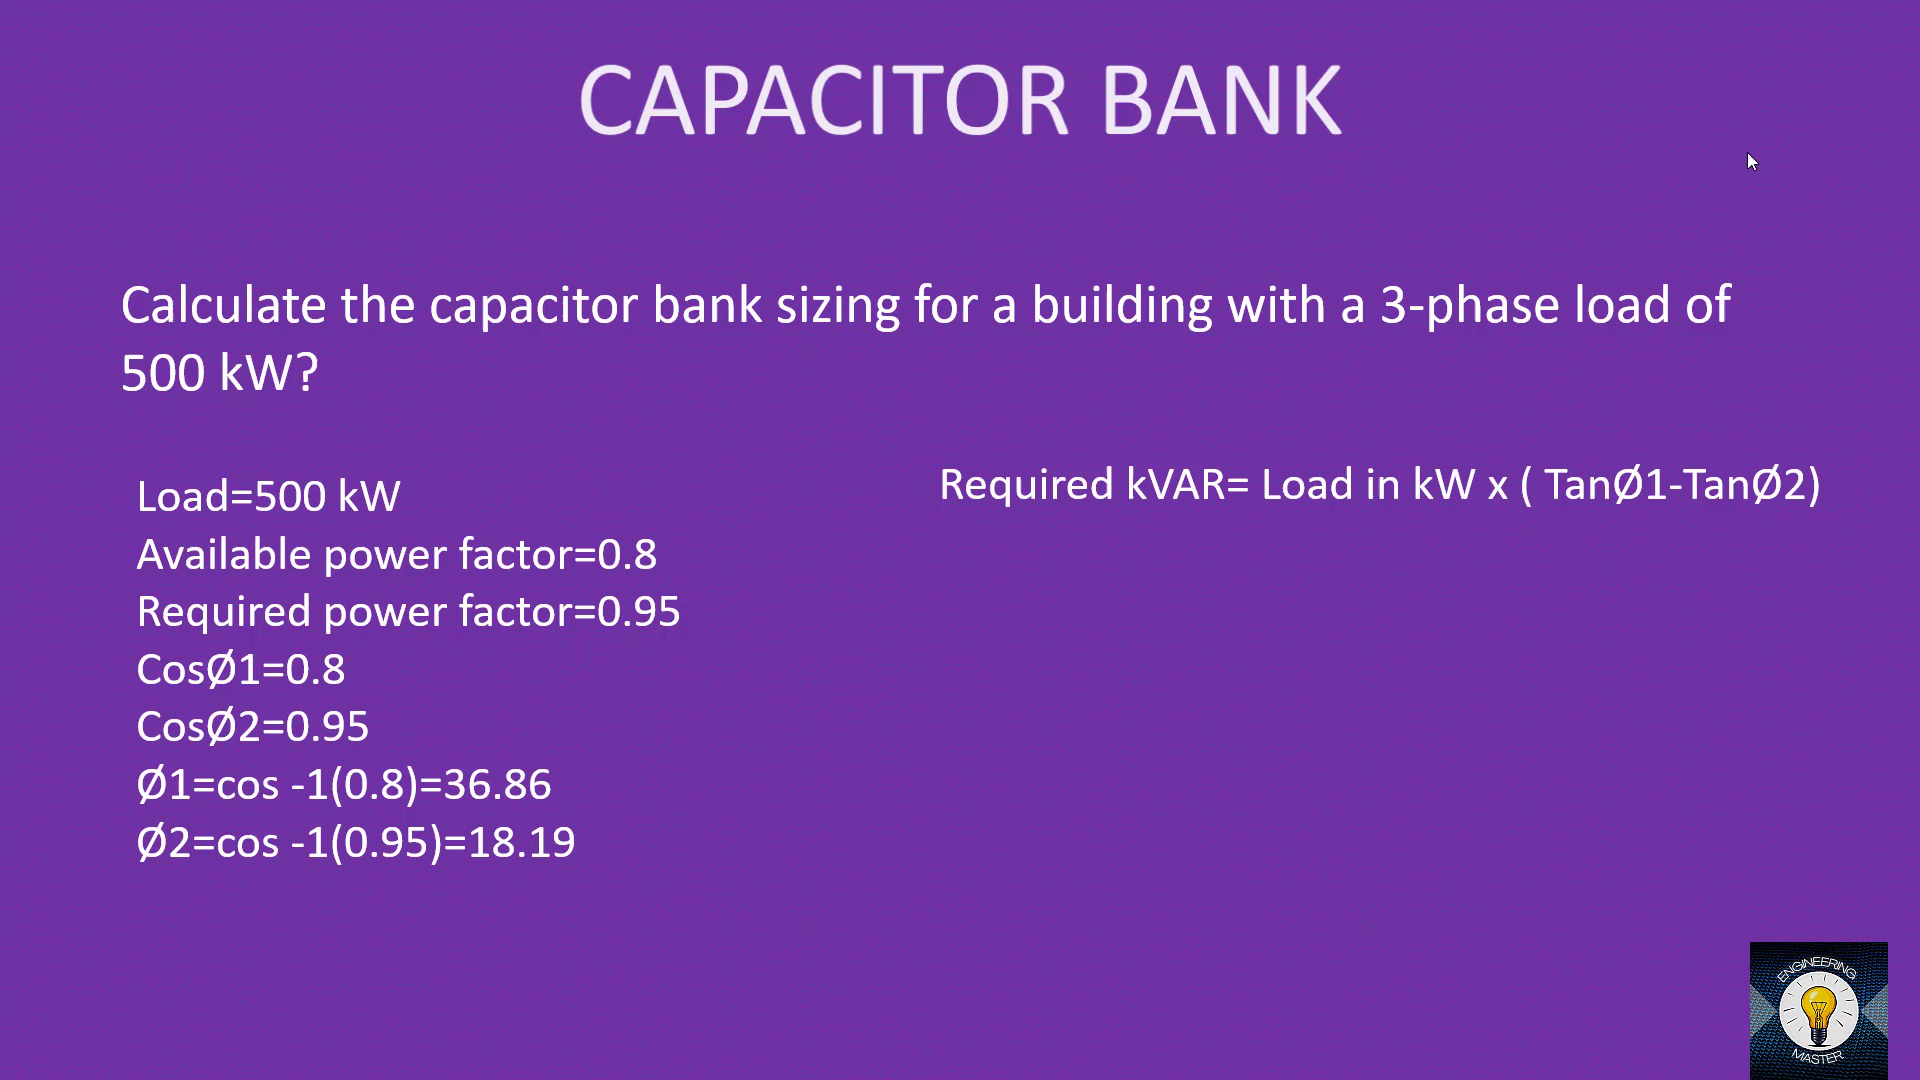 CAPACITOR BANK
Calculate the capacitor bank sizing for a building with a 3-phase load of
500 kW?
Load=500 kW
Available power factor=0.8
Required power factor=0.95
CosØ1=0.8
CosØ2=0.95
Ø1=cos -1(0.8)=36.86
Ø2=cos -1(0.95)=18.19
Required kVAR= Load in kW x ( TanØ1-TanØ2)
ENGINEERING
MASTER